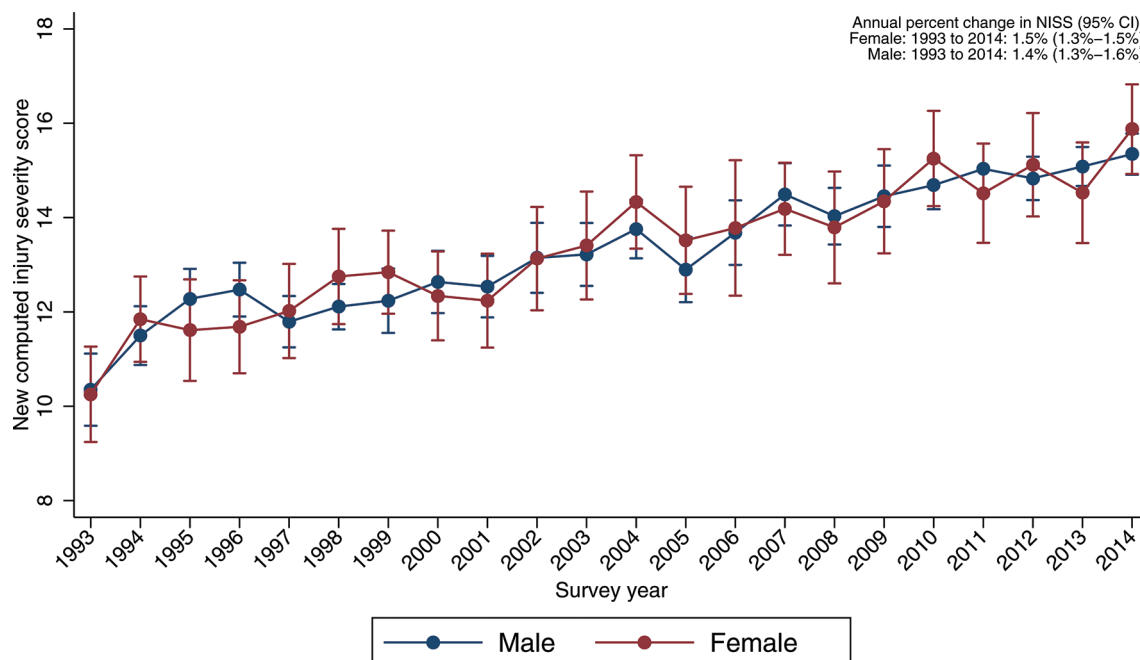 Annual percent change in NISS (95% CI)
Female: 1993 to 2014: 1.5% (1.3%–1.5%
Male: 1993 to 2014: 1.4% (1.3%–1.6%
New computed injury severity score
18
16
14
12
10
8
1993 1994 1995 1996 1997 1998 1999 2000 2001 2002 2003 2004 2005 2006 2007 2008 2009 2010 2011 2012 2013 2014
Survey year
Male Female